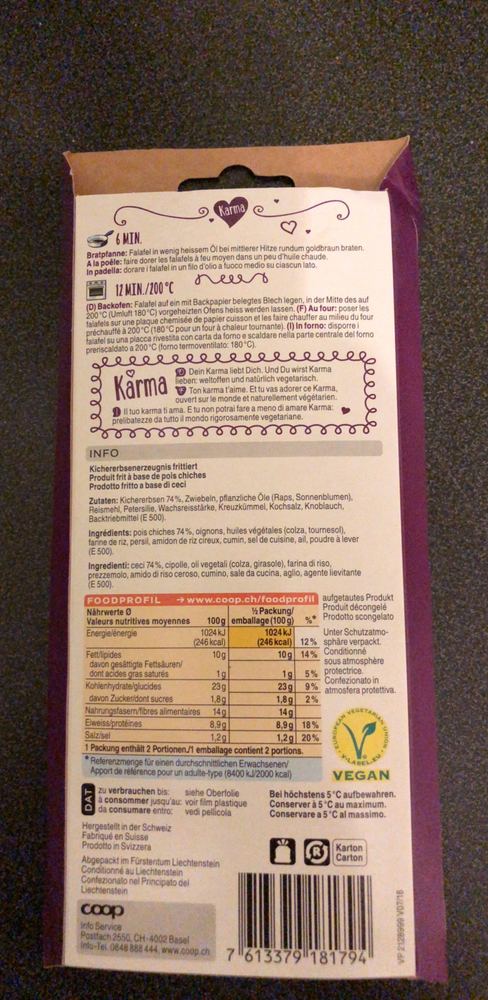 Karma
6 MIN.
Bratpfanne: Falafel in wenig heissem Öl bei mittlerer Hitze rundum goldbraun braten.
A la poêle: faire dorer les falafels à feu moyen dans un peu d'huile chaude.
In padella: dorare i falafel in un filo d'olio a fuoco medio su ciascun lato.
12 MIN./200°C
(D) Backofen: Falafel auf ein mit Backpapier belegtes Blech legen, in der Mitte des auf
200°C (Umluft 180°C) vorgeheizten Ofens heiss werden lassen. (F) Au four: poser les
falafels sur une plaque chemisée de papier cuisson et les faire chauffer au milieu du four
préchauffé à 200°C (180°C pour un four à chaleur tournante). (I) In forno: disporre i
falafel su una placca rivestita con carta da forno e scaldare nella parte centrale del forno
preriscaldato a 200°C (forno termoventilato: 180°C).
Karma
D Dein Karma liebt Dich. Und Du wirst Karma
lieben: weltoffen und natürlich vegetarisch.
F Ton karma t'aime. Et tu vas adorer ce Karma,
ouvert sur le monde et naturellement végétarien.
I Il tuo karma ti ama. E tu non potrai fare a meno di amare Karma:
prelibatezze da tutto il mondo rigorosamente vegetariane.
INFO
Kichererbsenerzeugnis frittiert
Produit frit à base de pois chiches
Prodotto fritto a base di ceci
Zutaten: Kichererbsen 74%, Zwiebeln, pflanzliche Öle (Raps, Sonnenblumen),
Reismehl, Petersilie, Wachsreisstärke, Kreuzkümmel, Kochsalz, Knoblauch,
Backtriebmittel (E 500).
Ingrédients: pois chiches 74%, oignons, huiles végétales (colza, tournesol),
farine de riz, persil, amidon de riz cireux, cumin, sel de cuisine, ail, poudre à lever
(E 500).
Ingredienti: ceci 74%, cipolle, oli vegetali (colza, girasole), farina di riso,
prezzemolo, amido di riso ceroso, cumino, sale da cucina, aglio, agente lievitante
(E 500).
FOODPROFIL → www.coop.ch/foodprofil
Nährwerte Ø ½ Packung/
Valeurs nutritives moyennes 100g emballage (100g) %*
Energie/énergie 1024 kJ 1024 kJ
(246 kcal) (246 kcal) 12%
Fett/lipides 10g 10g 14%
davon gesättigte Fettsäuren/
dont acides gras saturés 1g 1g 5%
Kohlenhydrate/glucides 23g 23g 9%
davon Zucker/dont sucres 1,8g 1,8g 2%
Nahrungsfasern/fibres alimentaires 14g 14g
Eiweiss/protéines 8,9g 8,9g 18%
Salz/sel 1,2g 1,2g 20%
1 Packung enthält 2 Portionen./1 emballage contient 2 portions.
* Referenzmenge für einen durchschnittlichen Erwachsenen/
Apport de référence pour un adulte-type (8400 kJ/2000 kcal)
aufgetautes Produkt
Produit décongelé
Prodotto scongelato
Unter Schutzatmo-
sphäre verpackt.
Conditionné
sous atmosphère
protectrice.
Confezionato in
atmosfera protettiva.
EUROPEAN VEGETARIAN UNION
V-LABEL.EU
VEGAN
DAT
zu verbrauchen bis: siehe Oberfolie
à consommer jusqu'au: voir film plastique
da consumare entro: vedi pellicola
Bei höchstens 5°C aufbewahren.
Conserver à 5°C au maximum.
Conservare a 5°C al massimo.
Hergestellt in der Schweiz
Fabriqué en Suisse
Prodotto in Svizzera
Abgepackt im Fürstentum Liechtenstein
Conditionné au Liechtenstein
Confezionato nel Principato del
Liechtenstein
Karton
Carton
coop
Info Service
Postfach 2550, CH-4002 Basel
Info-Tel. 0848 888 444, www.coop.ch
7 613379 181794
VP 2128999 V07/16